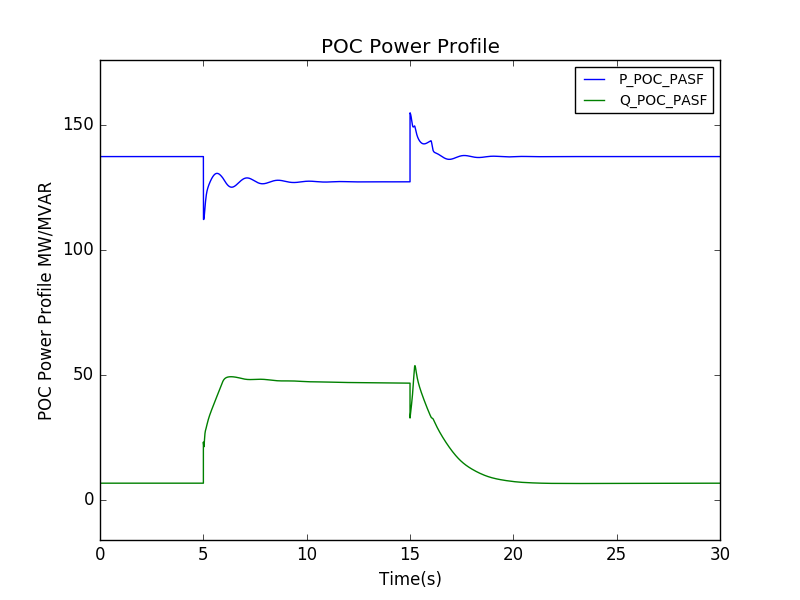 POC Power Profile
P_POC_PASF
Q_POC_PASF
POC Power Profile MW/MVAR
150
100
50
0
0 5 10 15 20 25 30
Time(s)